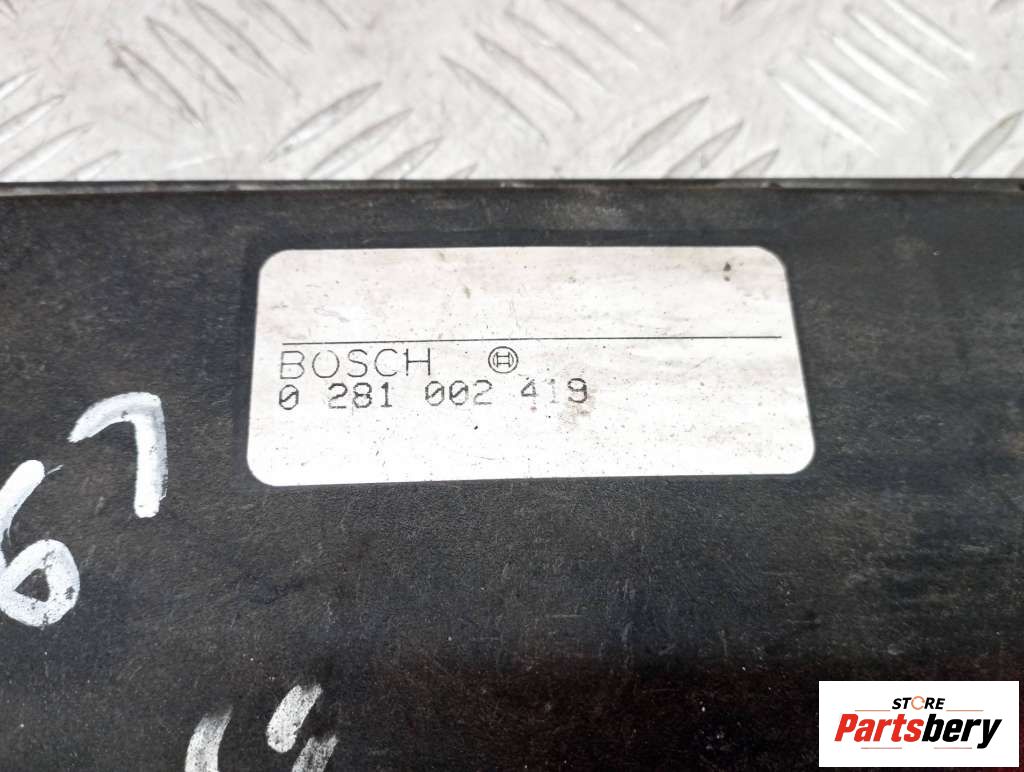 BOSCH
0 281 002 419
67
STORE
Partsbery